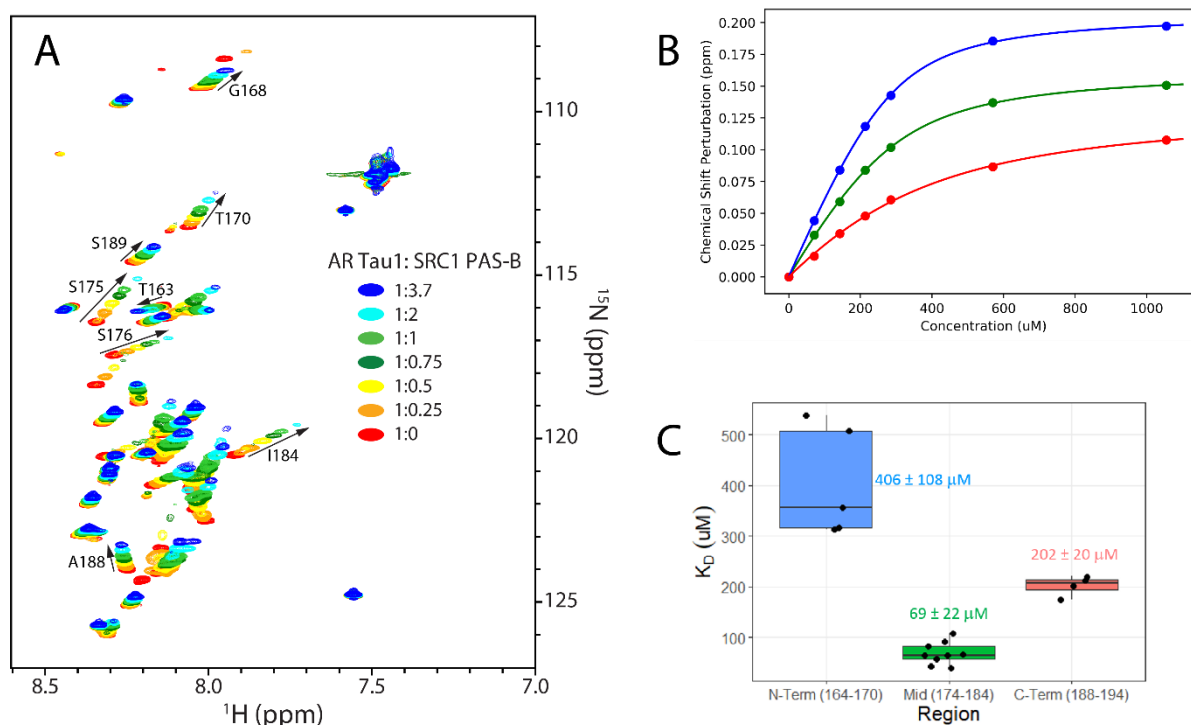 A
G168
T170
S189
S175
T163
S176
I184
A188
AR Tau1: SRC1 PAS-B
1:3.7
1:2
1:1
1:0.75
1:0.5
1:0.25
1:0
110
115
120
125
¹⁵N (ppm)
8.5 8.0 7.5 7.0
¹H (ppm)
B
0.200
0.175
0.150
0.125
0.100
0.075
0.050
0.025
0.000
Chemical Shift Perturbation (ppm)
0 200 400 600 800 1000
Concentration (uM)
C
500
400
300
200
100
K_D (uM)
406 ± 108 µM
69 ± 22 µM
202 ± 20 µM
N-Term (164-170) Mid (174-184) C-Term (188-194)
Region